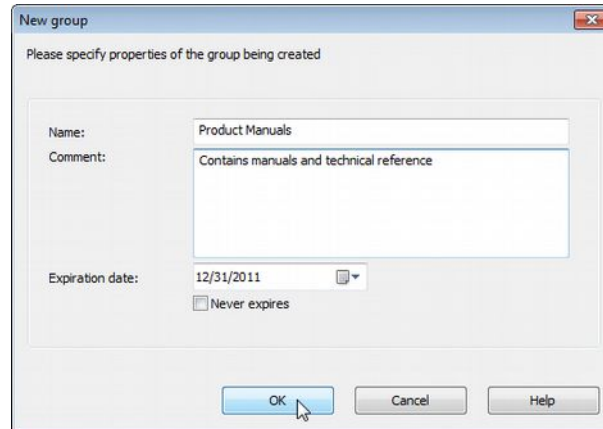 New group
Please specify properties of the group being created
Name:
Product Manuals
Comment:
Contains manuals and technical reference
Expiration date:
12/31/2011
Never expires
OK
Cancel
Help